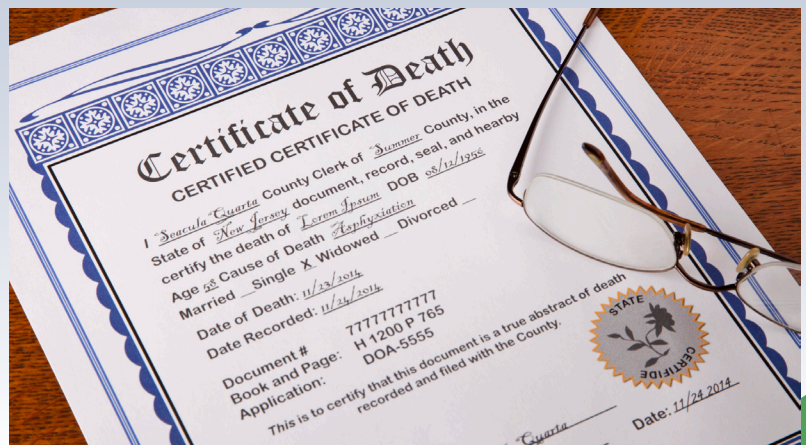 Certificate of Death
CERTIFIED CERTIFICATE OF DEATH
I Seacula Quarta County Clerk of Summer County, in the
State of New Jorsey document, record, seal, and hearby
certify the death of Lorem Ipsum DOB 08/12/1956
Age 58 Cause of Death Asphyxiation
Married _Single X Widowed _Divorced _
Date of Death: 11/23/2014
Date Recorded: 11/24/2014
Document # 77777777777
Book and Page: H 1200 P 765
Application: DOA-5555
This is to certify that this document is a true abstract of death
recorded and filed with the County.
STATE
CERTIFIDE
Quarta
Date: 11/24 2014